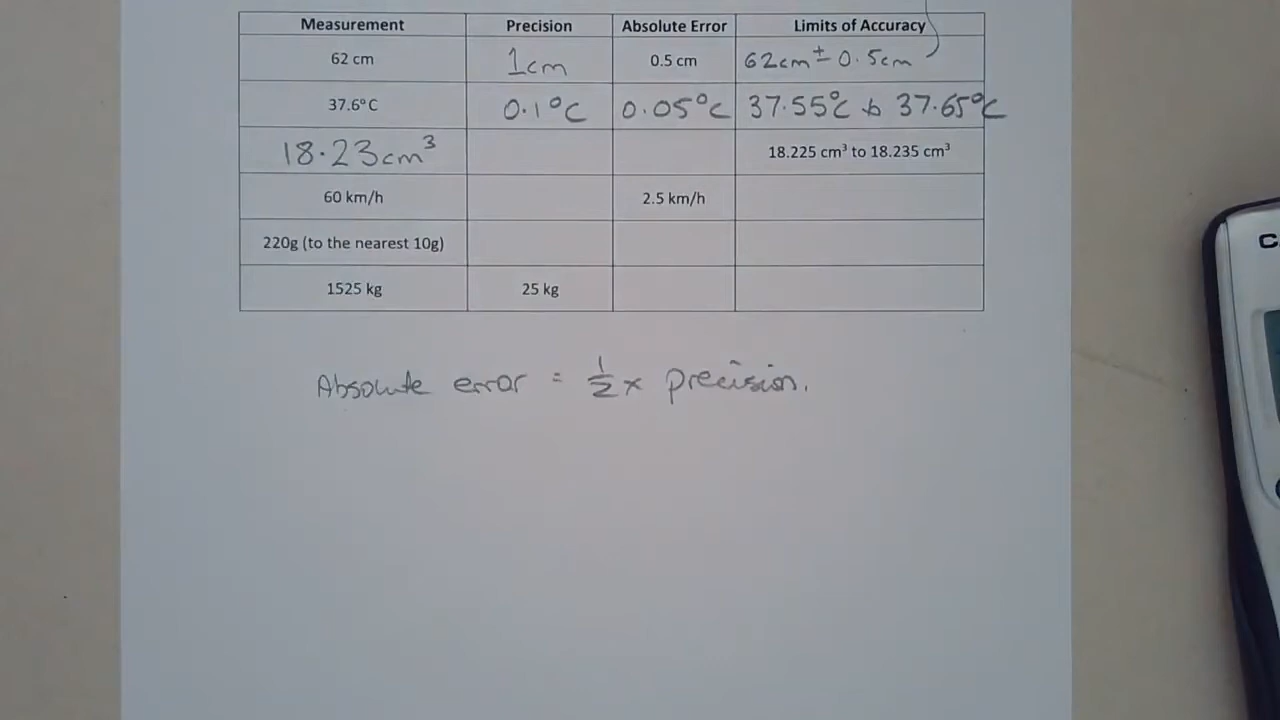 Measurement Precision Absolute Error Limits of Accuracy
62 cm 1cm 0.5 cm 62cm ± 0.5cm
37.6°C 0.1°C 0.05°C 37.55°C to 37.65°C
18.23cm³ 18.225 cm³ to 18.235 cm³
60 km/h 2.5 km/h
220g (to the nearest 10g)
1525 kg 25 kg
Absolute error = 1/2 × precision.
C